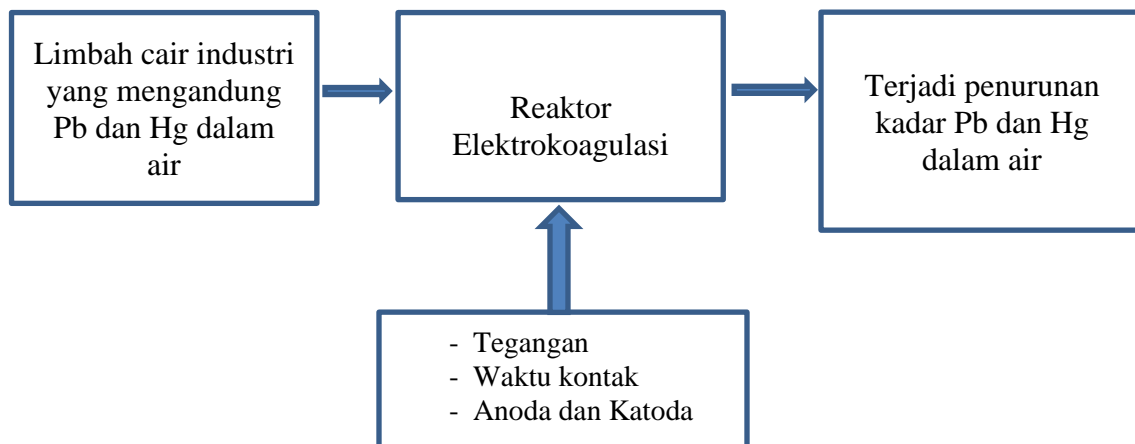 Limbah cair industri
yang mengandung
Pb dan Hg dalam
air
Reaktor
Elektrokoagulasi
Terjadi penurunan
kadar Pb dan Hg
dalam air
- Tegangan
- Waktu kontak
- Anoda dan Katoda